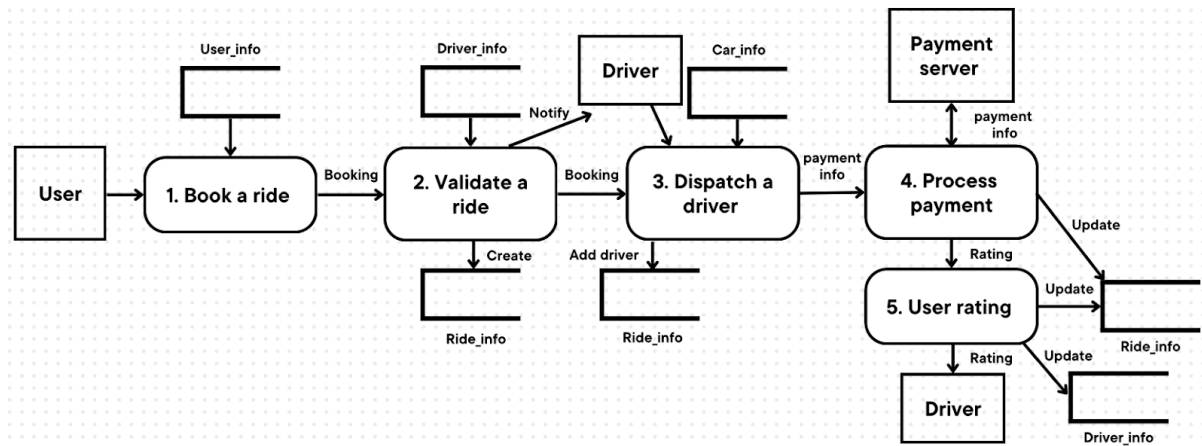 User_info
Driver_info
Driver
Car_info
Payment
server
Notify
payment
info
User
1. Book a ride
Booking
2. Validate a
ride
Booking
3. Dispatch a
driver
payment
info
4. Process
payment
Update
Create
Add driver
Rating
Ride_info
Ride_info
5. User rating
Update
Ride_info
Rating
Update
Driver
Driver_info